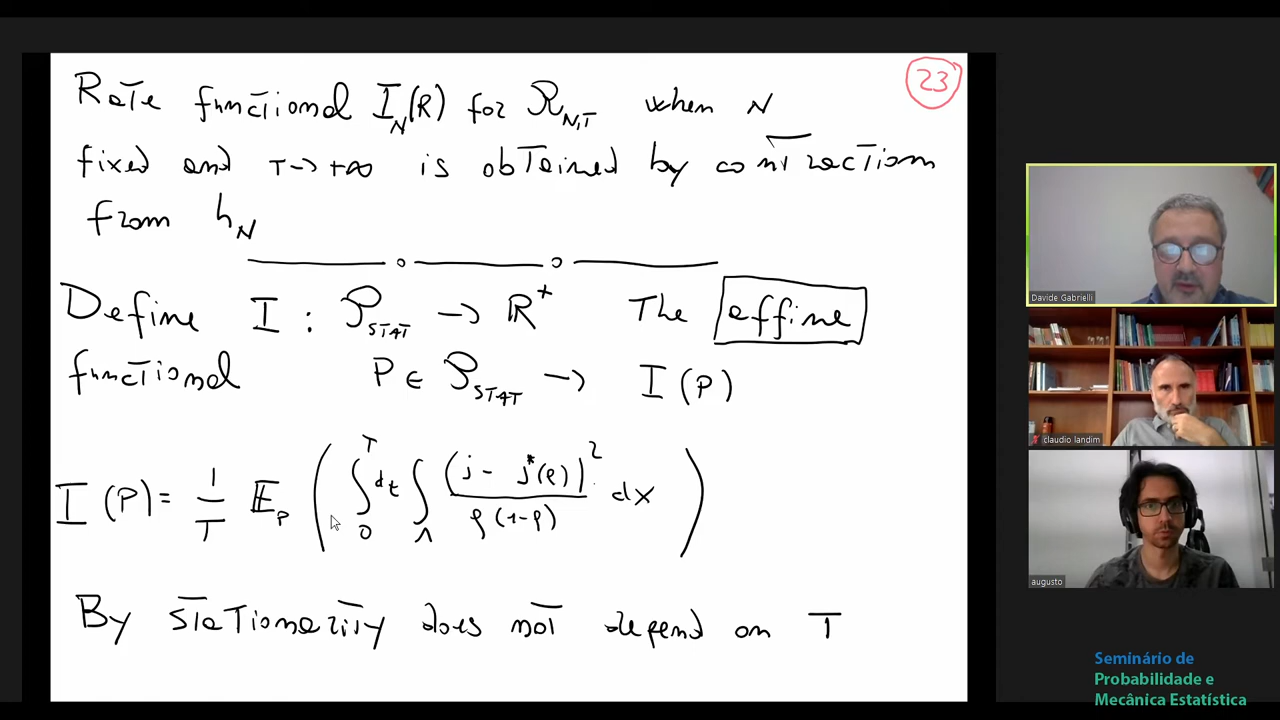 23
Rate functional I_N(R) for ℛ_{N,T} when N
fixed and T→+∞ is obtained by contraction
from h_N
Define I : 𝒫_STAT → ℝ⁺ The affine
functional P ∈ 𝒫_STAT → I(P)
I(P) = 1/T 𝔼_P ( ∫_0^T dt ∫_Λ (j - j*(ρ))² / ρ(1-ρ) dx )
By stationarity does not depend on T
Davide Gabrielli
claudio landim
augusto
Seminário de
Probabilidade e
Mecânica Estatística